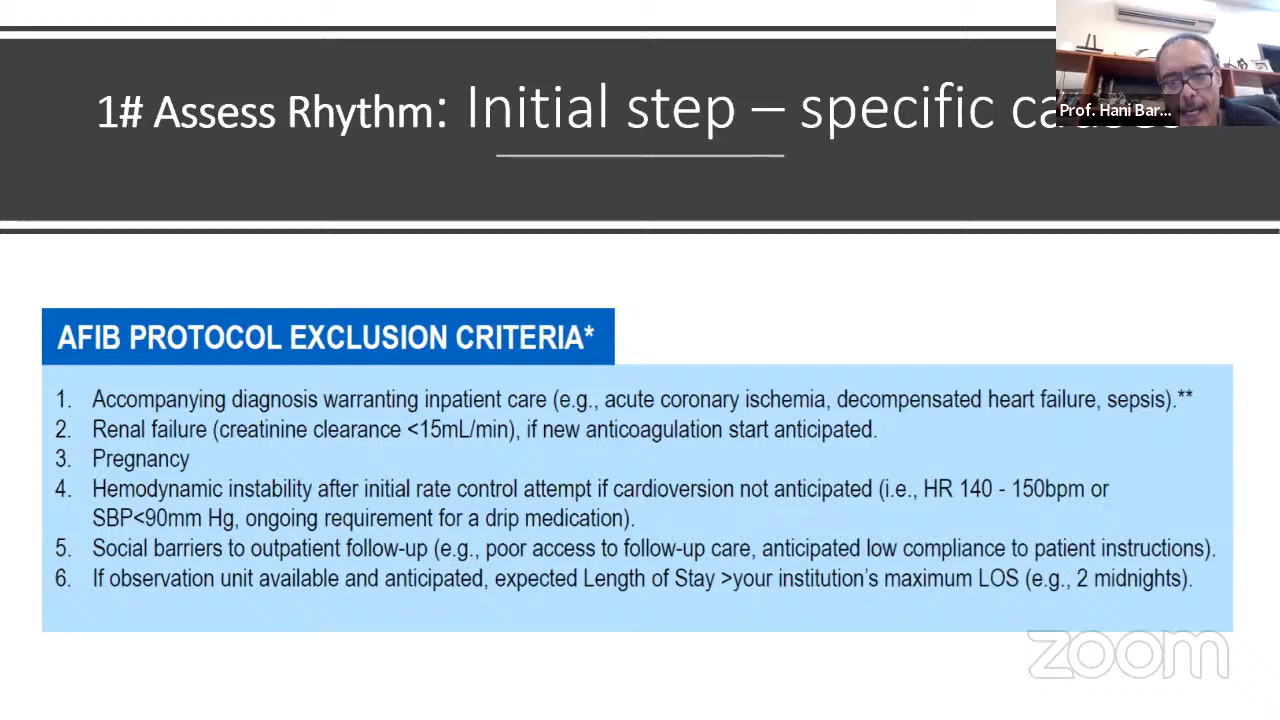 1# Assess Rhythm: Initial step – specific causes
Prof. Hani Bar...
AFIB PROTOCOL EXCLUSION CRITERIA*
1. Accompanying diagnosis warranting inpatient care (e.g., acute coronary ischemia, decompensated heart failure, sepsis).**
2. Renal failure (creatinine clearance <15mL/min), if new anticoagulation start anticipated.
3. Pregnancy
4. Hemodynamic instability after initial rate control attempt if cardioversion not anticipated (i.e., HR 140 - 150bpm or
SBP<90mm Hg, ongoing requirement for a drip medication).
5. Social barriers to outpatient follow-up (e.g., poor access to follow-up care, anticipated low compliance to patient instructions).
6. If observation unit available and anticipated, expected Length of Stay >your institution's maximum LOS (e.g., 2 midnights).
zoom